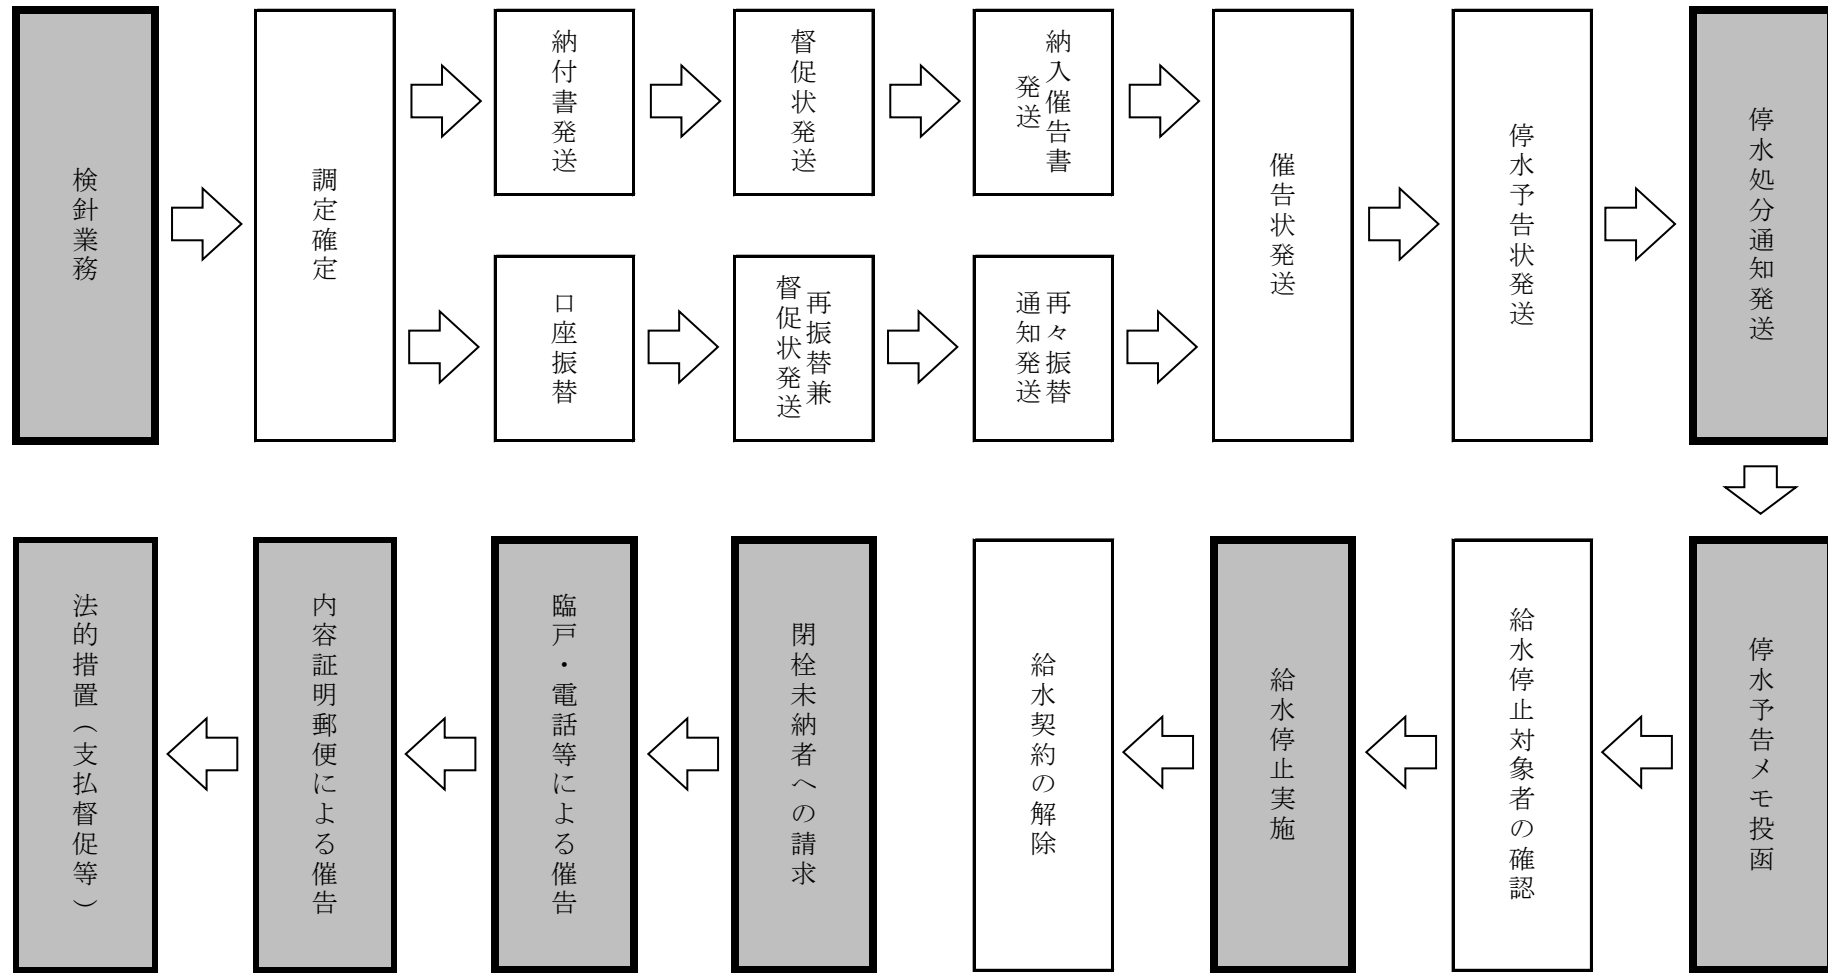 検針業務
調定確定
納付書発送
督促状発送
納入催告書
発送
口座振替
再振替兼
督促状発送
再々振替
通知発送
催告状発送
停水予告状発送
停水処分通知発送
停水予告メモ投函
給水停止対象者の確認
給水停止実施
給水契約の解除
閉栓未納者への請求
臨戸・電話等による催告
内容証明郵便による催告
法的措置（支払督促等）